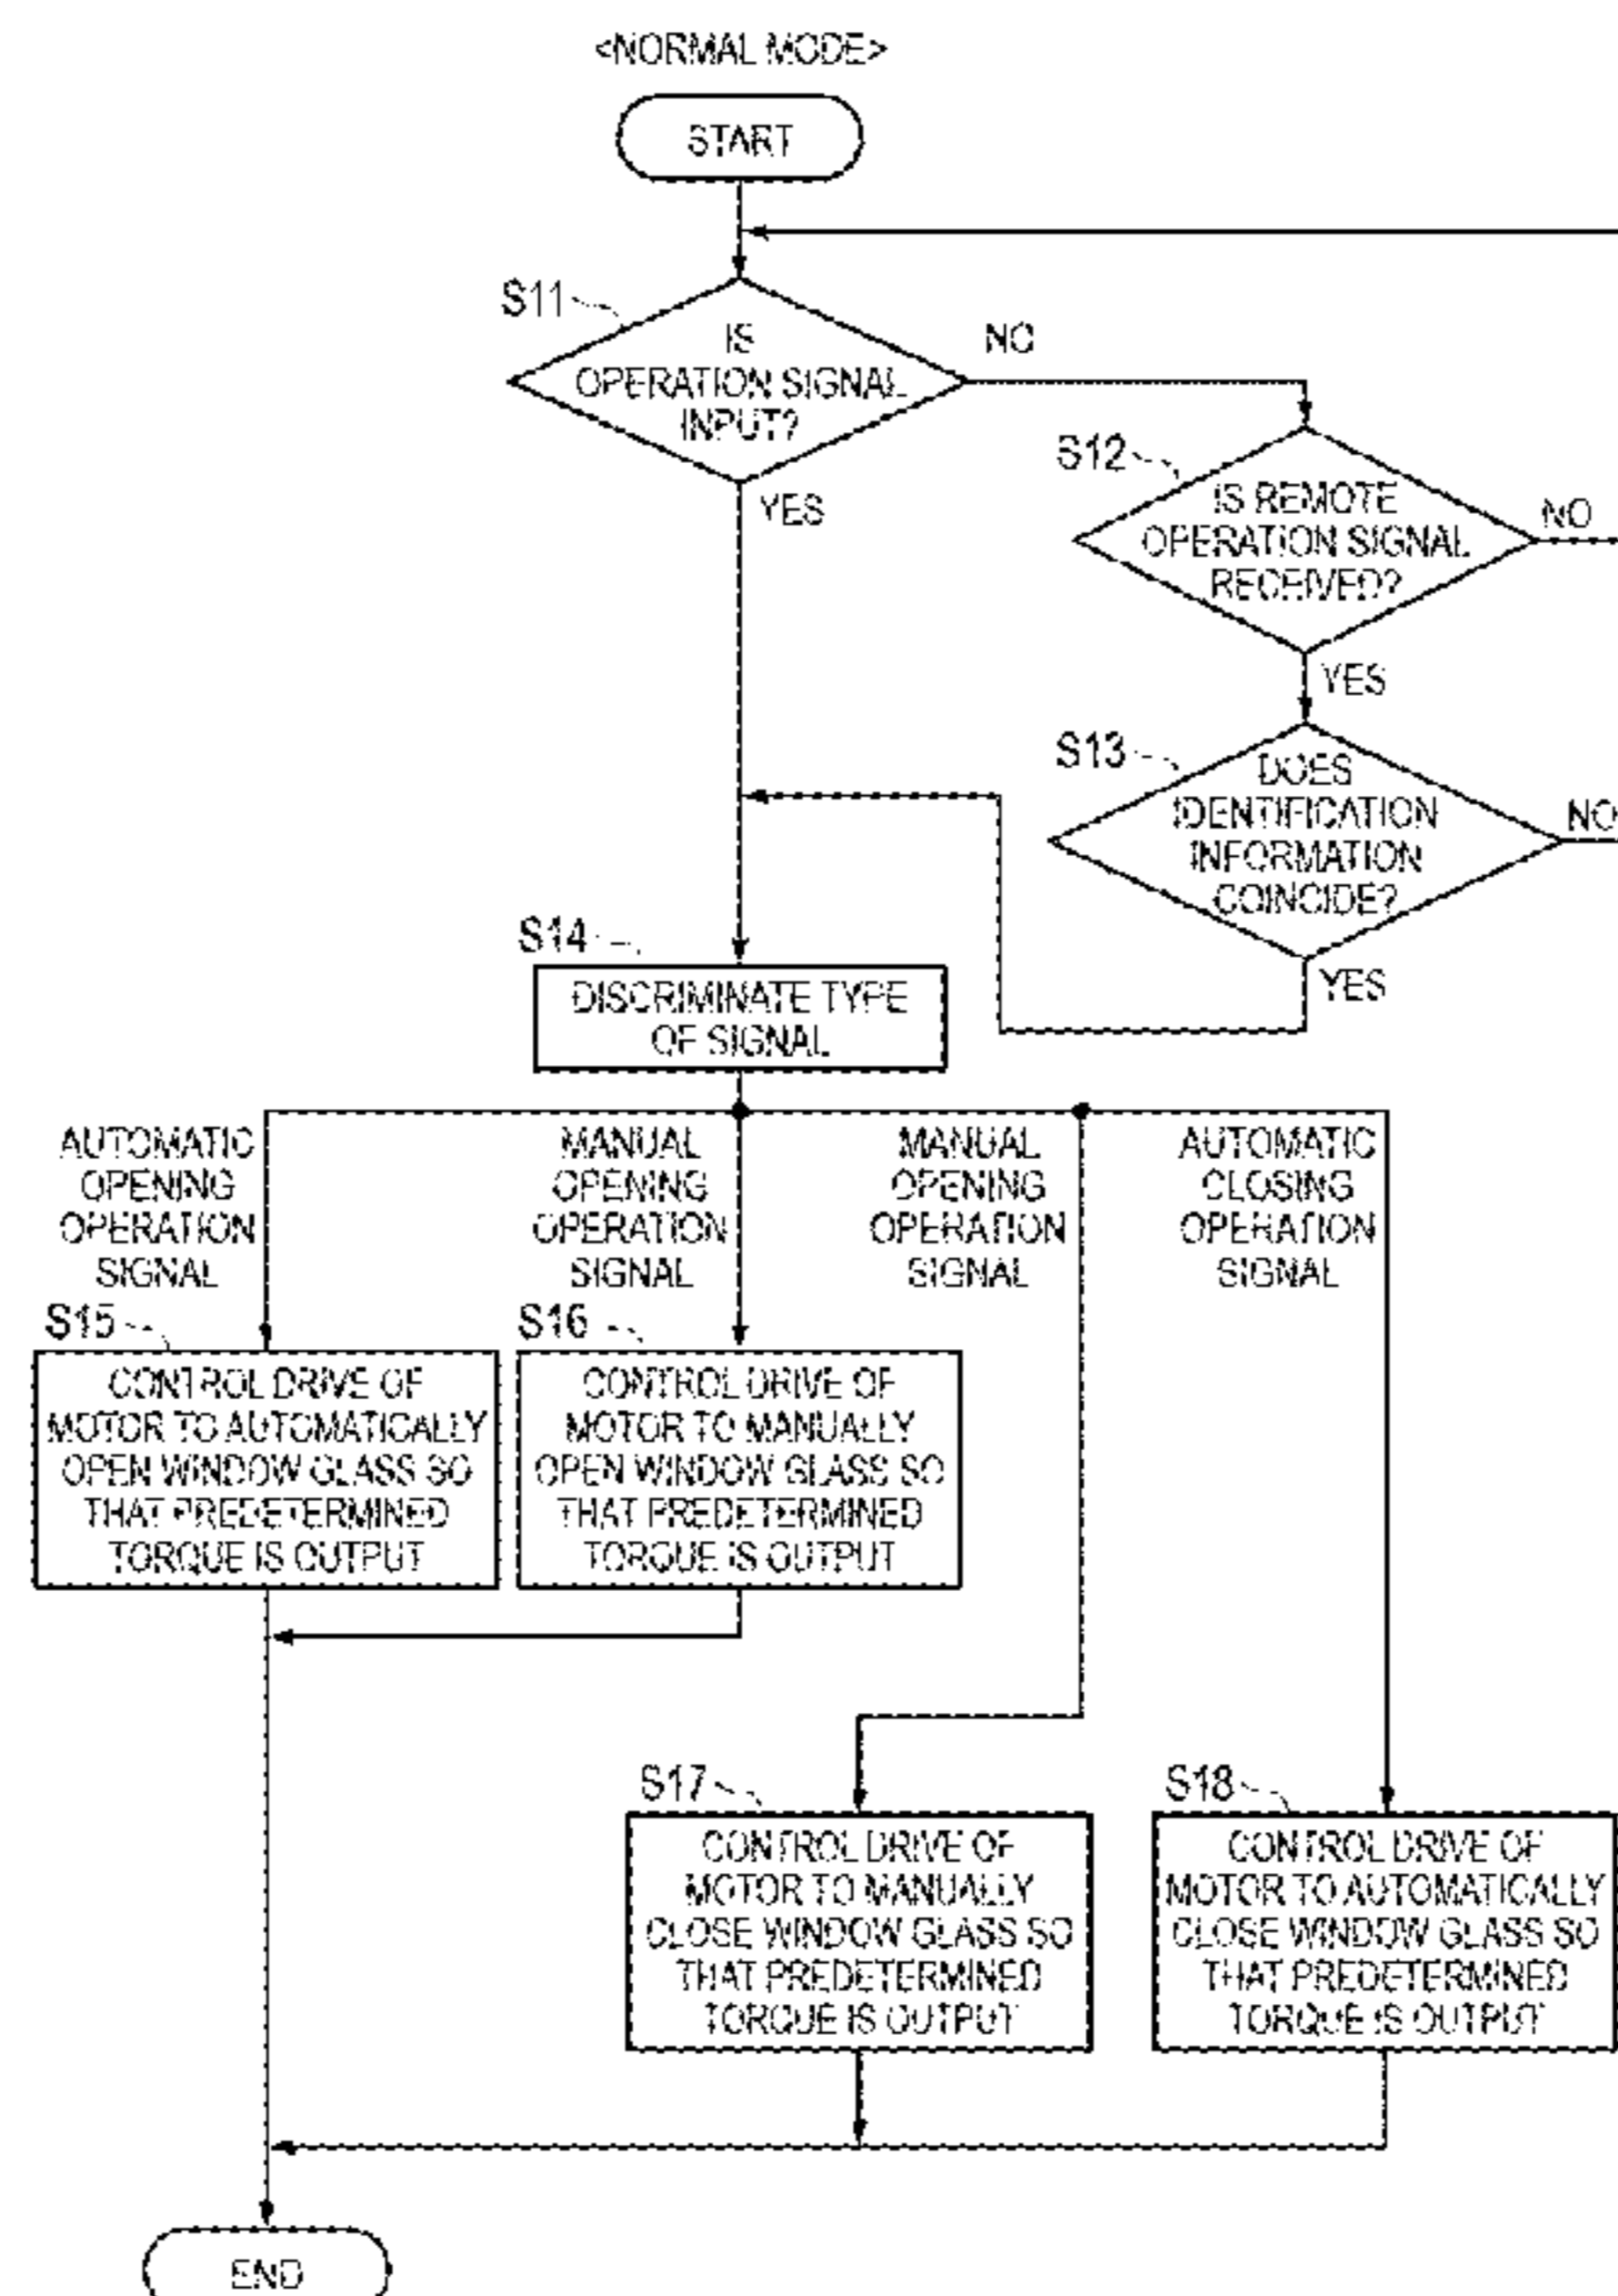 <NORMAL MODE>
START
S11
IS
OPERATION SIGNAL
INPUT?
NO
YES
S12
IS REMOTE
OPERATION SIGNAL
RECEIVED?
NO
YES
S13
DOES
IDENTIFICATION
INFORMATION
COINCIDE?
NO
YES
S14
DISCRIMINATE TYPE
OF SIGNAL
AUTOMATIC
OPENING
OPERATION
SIGNAL
MANUAL
OPENING
OPERATION
SIGNAL
MANUAL
OPENING
OPERATION
SIGNAL
AUTOMATIC
CLOSING
OPERATION
SIGNAL
S15
CONTROL DRIVE OF
MOTOR TO AUTOMATICALLY
OPEN WINDOW GLASS SO
THAT PREDETERMINED
TORQUE IS OUTPUT
S16
CONTROL DRIVE OF
MOTOR TO MANUALLY
OPEN WINDOW GLASS SO
THAT PREDETERMINED
TORQUE IS OUTPUT
S17
CONTROL DRIVE OF
MOTOR TO MANUALLY
CLOSE WINDOW GLASS SO
THAT PREDETERMINED
TORQUE IS OUTPUT
S18
CONTROL DRIVE OF
MOTOR TO AUTOMATICALLY
CLOSE WINDOW GLASS SO
THAT PREDETERMINED
TORQUE IS OUTPUT
END